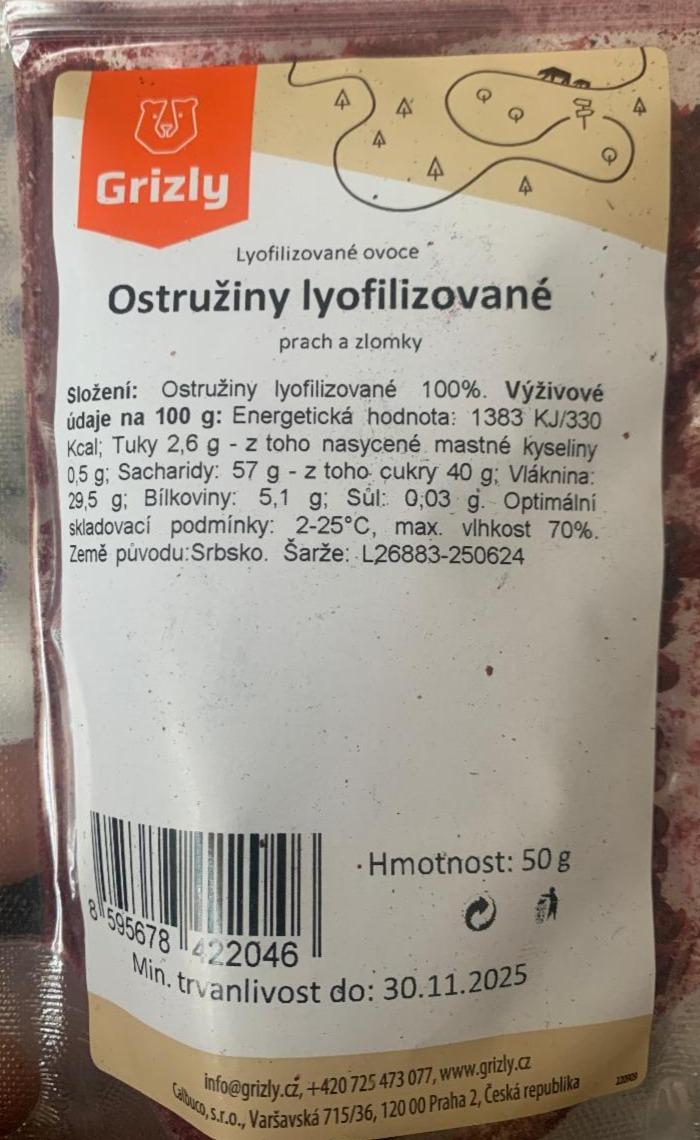 Grizly
Lyofilizované ovoce
Ostružiny lyofilizované
prach a zlomky
Složení: Ostružiny lyofilizované 100%. Výživové
údaje na 100 g: Energetická hodnota: 1383 KJ/330
Kcal; Tuky 2,6 g - z toho nasycené mastné kyseliny
0,5 g; Sacharidy: 57 g - z toho cukry 40 g; Vláknina:
29,5 g; Bílkoviny: 5,1 g; Sůl: 0,03 g. Optimální
skladovací podmínky: 2-25°C, max. vlhkost 70%.
Země původu:Srbsko. Šarže: L26883-250624
Hmotnost: 50 g
8 595678 422046
Min. trvanlivost do: 30.11.2025
info@grizly.cz, +420 725 473 077, www.grizly.cz
Calbuco, s.r.o., Varšavská 715/36, 120 00 Praha 2, Česká republika